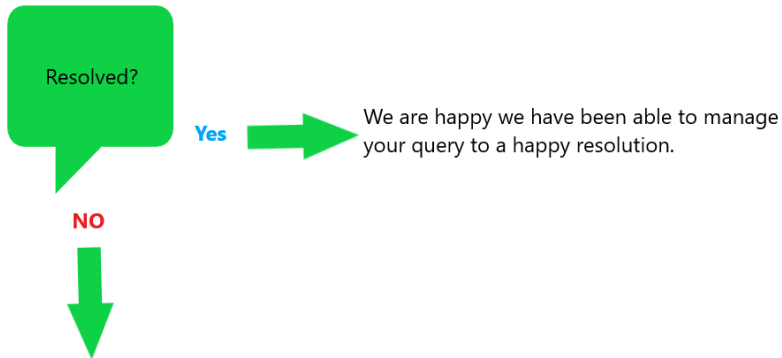 Resolved?
Yes
We are happy we have been able to manage
your query to a happy resolution.
NO